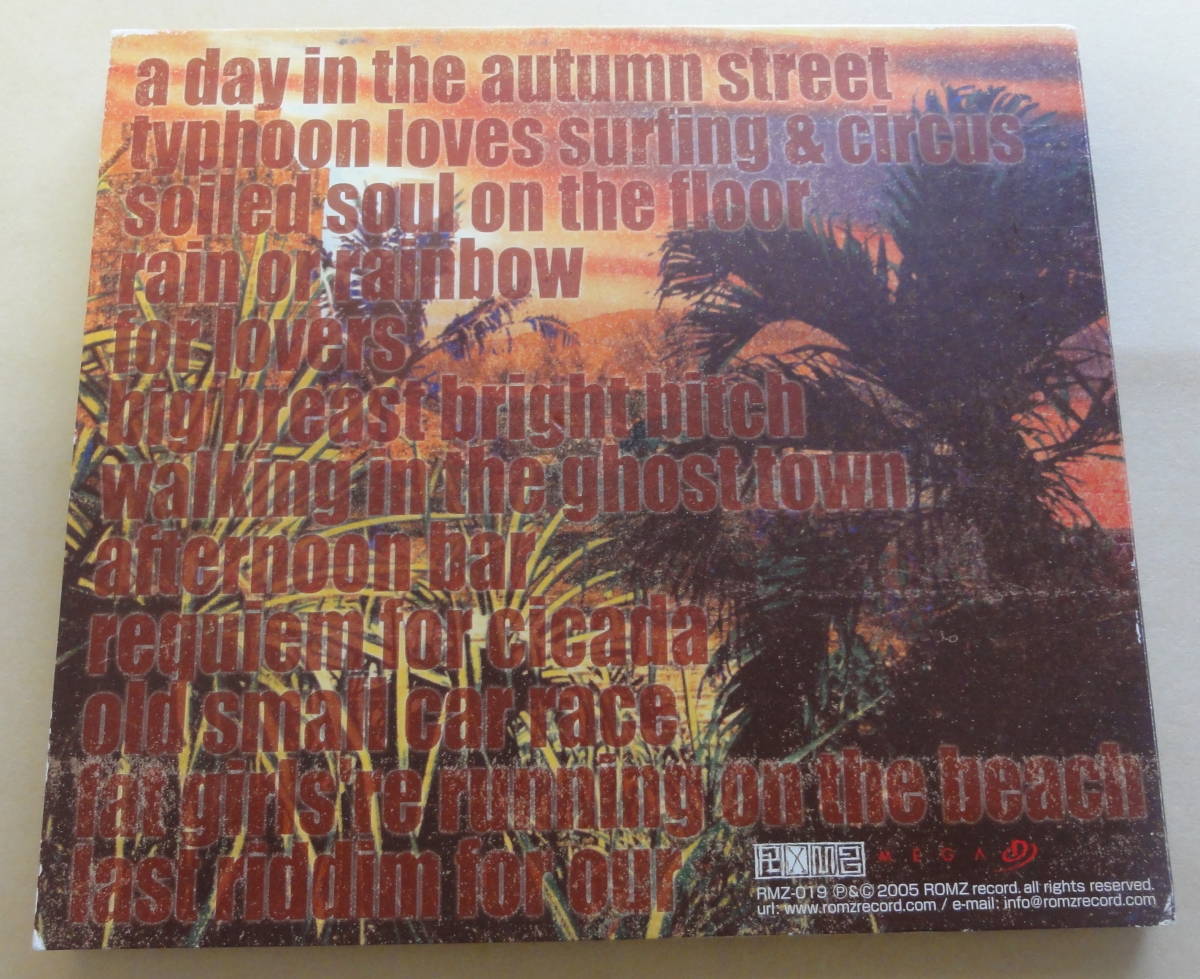 a day in the autumn street
typhoon loves surfing & circus
soiled soul on the floor
rain or rainbow
for lovers
big breast bright bitch
walking in the ghost town
afternoon bar
requiem for cicada
old small car race
fat girls're running on the beach
last riddim for our
MEGA
RMZ-019 ℗&© 2005 ROMZ record. all rights reserved.
url: www.romzrecord.com / e-mail: info@romzrecord.com